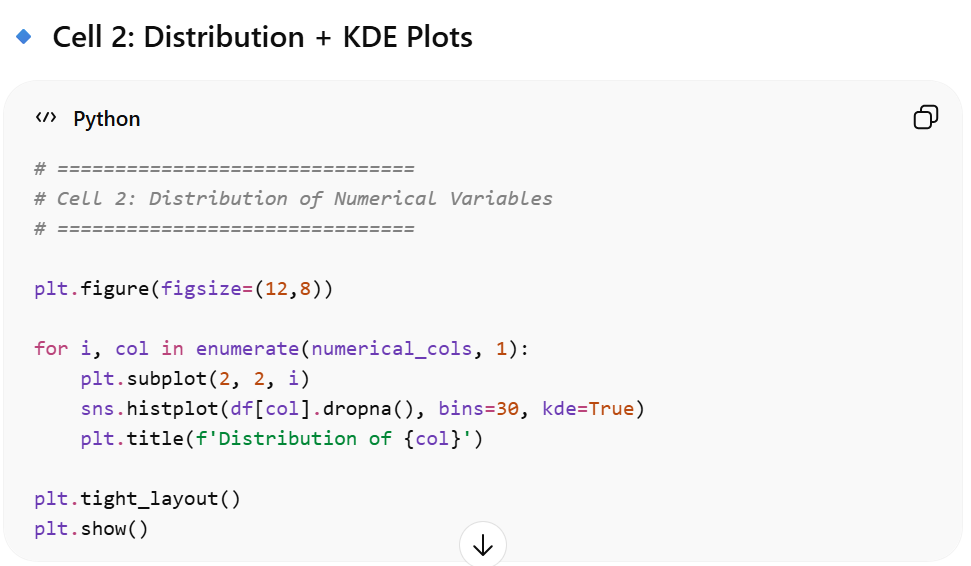 Cell 2: Distribution + KDE Plots
Python
# ===============================
# Cell 2: Distribution of Numerical Variables
# ===============================
plt.figure(figsize=(12,8))
for i, col in enumerate(numerical_cols, 1):
    plt.subplot(2, 2, i)
    sns.histplot(df[col].dropna(), bins=30, kde=True)
    plt.title(f'Distribution of {col}')
plt.tight_layout()
plt.show()